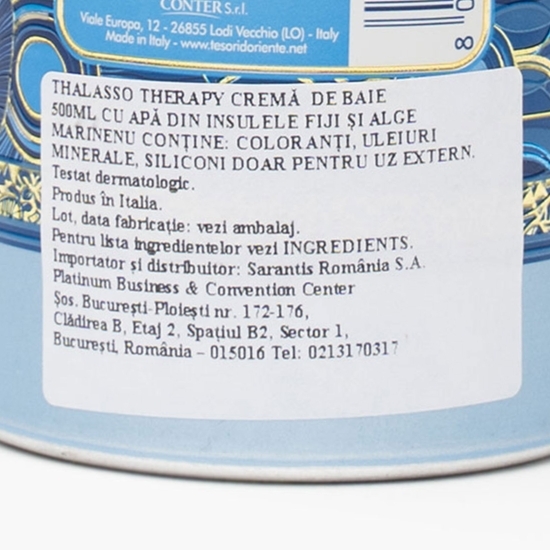 CONTER S.r.l.
Viale Europa, 12 - 26855 Lodi Vecchio (LO) - Italy
Made in Italy - www.tesoridoriente.net
8 0
THALASSO THERAPY CREMĂ DE BAIE
500ML CU APĂ DIN INSULELE FIJI ȘI ALGE
MARINENU CONȚINE: COLORANȚI, ULEIURI
MINERALE, SILICONI DOAR PENTRU UZ EXTERN.
Testat dermatologic.
Produs în Italia.
Lot, data fabricație: vezi ambalaj.
Pentru lista ingredientelor vezi INGREDIENTS.
Importator și distribuitor: Sarantis România S.A.
Platinum Business & Convention Center
Șos. București-Ploiești nr. 172-176,
Clădirea B, Etaj 2, Spațiul B2, Sector 1,
București, România – 015016 Tel: 0213170317